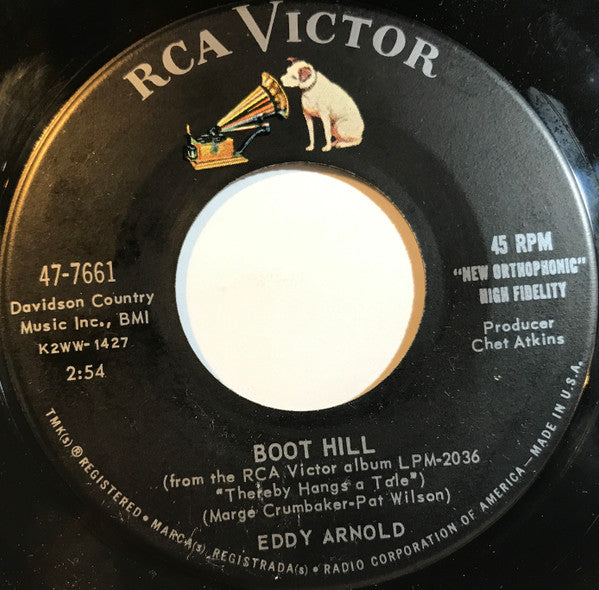 RCA VICTOR
47-7661
Davidson Country
Music Inc., BMI
K2WW-1427
2:54
45 RPM
"NEW ORTHOPHONIC"
HIGH FIDELITY
Producer
Chet Atkins
BOOT HILL
(from the RCA Victor album LPM-2036
"Thereby Hangs a Tale")
(Marge Crumbaker-Pat Wilson)
EDDY ARNOLD
TMK(s) ® REGISTERED • MARCA(s) REGISTRADA(s) • RADIO CORPORATION OF AMERICA — MADE IN U.S.A.